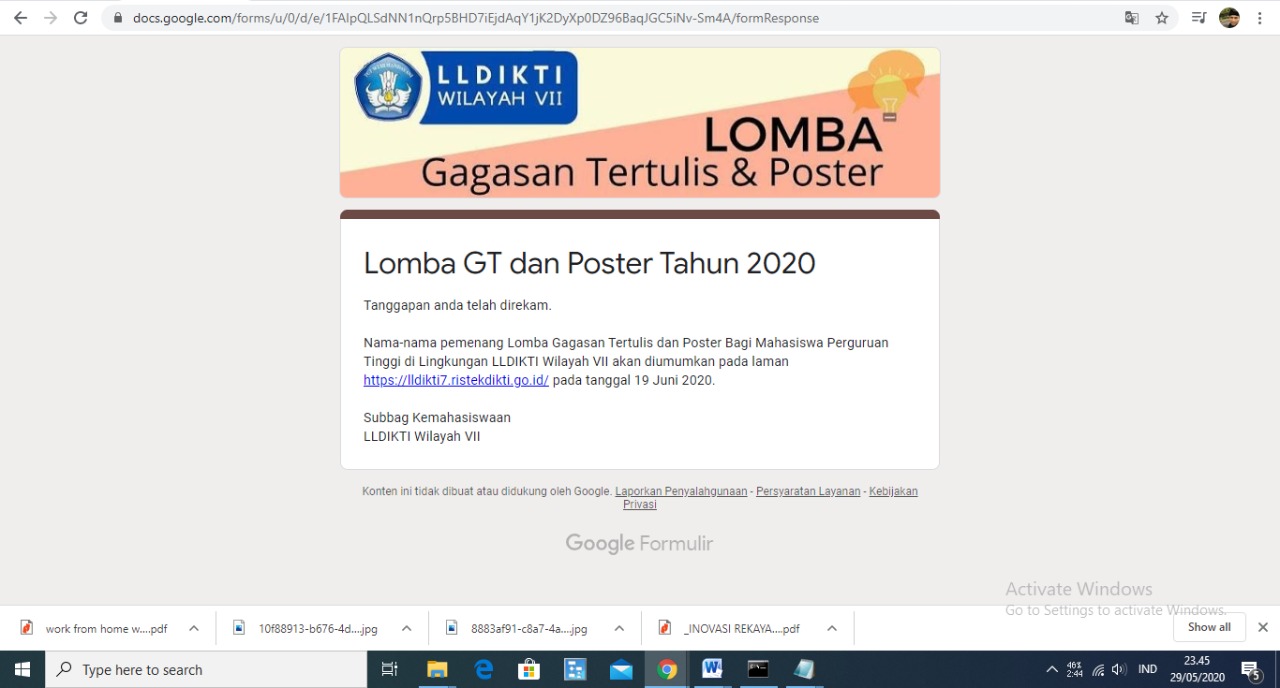 docs.google.com/forms/u/0/d/e/1FAIpQLSdNN1nQrp5BHD7iEjdAqY1jK2DyXp0DZ96BaqJGC5iNv-Sm4A/formResponse
LLDIKTI
WILAYAH VII
LOMBA
Gagasan Tertulis & Poster
Lomba GT dan Poster Tahun 2020
Tanggapan anda telah direkam.
Nama-nama pemenang Lomba Gagasan Tertulis dan Poster Bagi Mahasiswa Perguruan
Tinggi di Lingkungan LLDIKTI Wilayah VII akan diumumkan pada laman
https://lldikti7.ristekdikti.go.id/ pada tanggal 19 Juni 2020.
Subbag Kemahasiswaan
LLDIKTI Wilayah VII
Konten ini tidak dibuat atau didukung oleh Google. Laporkan Penyalahgunaan - Persyaratan Layanan - Kebijakan
Privasi
Google Formulir
Activate Windows
Go to Settings to activate Windows.
work from home w....pdf
10f88913-b676-4d....jpg
8883af91-c8a7-4a....jpg
_INOVASI REKAYA....pdf
Show all
Type here to search
46%
2:44
IND
23.45
29/05/2020
5